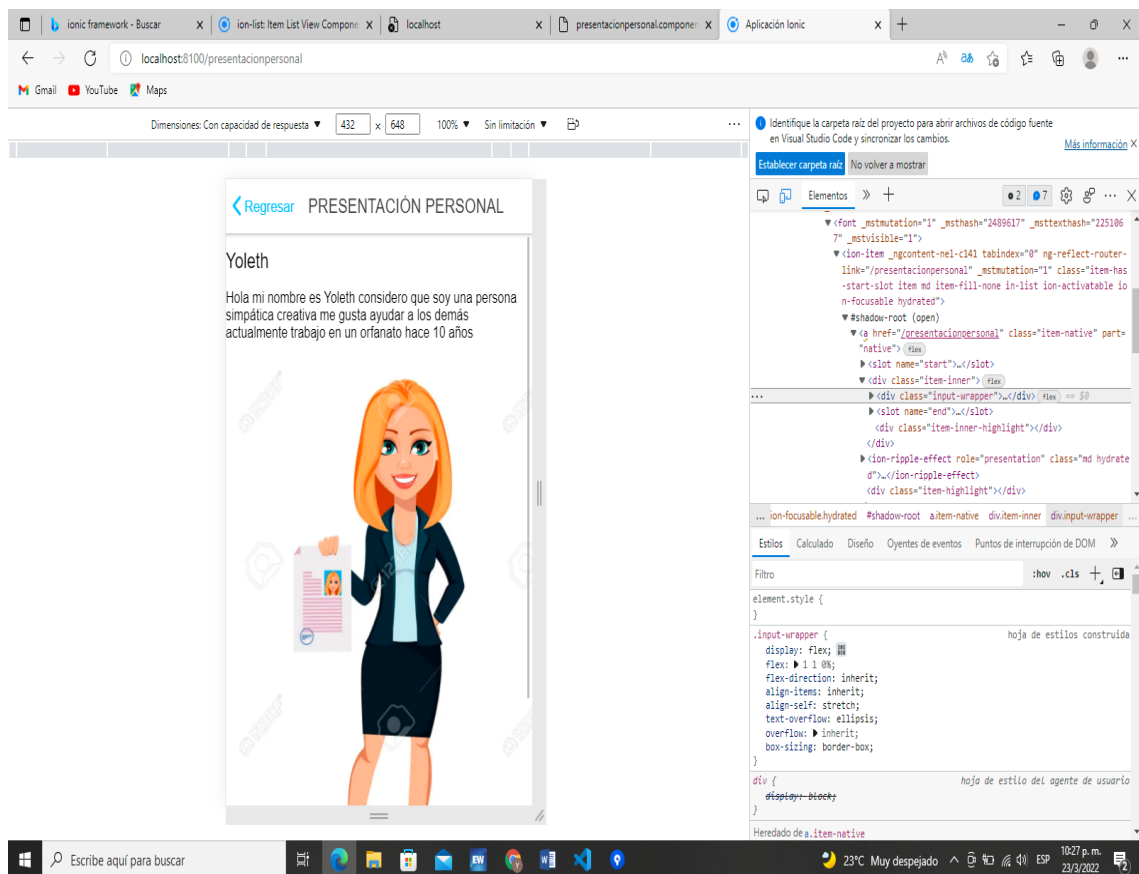 ionic framework - Buscar
ion-list: Item List View Compone
localhost
presentacionpersonal.componen
Aplicación Ionic
localhost:8100/presentacionpersonal
Gmail YouTube Maps
Dimensiones: Con capacidad de respuesta ▼ 432 x 648 100% ▼ Sin limitación ▼
Regresar PRESENTACIÓN PERSONAL
Yoleth
Hola mi nombre es Yoleth considero que soy una persona
simpática creativa me gusta ayudar a los demás
actualmente trabajo en un orfanato hace 10 años
Identifique la carpeta raíz del proyecto para abrir archivos de código fuente
en Visual Studio Code y sincronizar los cambios.
Más información
Establecer carpeta raíz No volver a mostrar
Elementos 2 7
▼<font _mstmutation="1" _msthash="2489617" _msttexthash="225106
7" _mstvisible="1">
▼<ion-item _ngcontent-nel-c141 tabindex="0" ng-reflect-router-
link="/presentacionpersonal" _mstmutation="1" class="item-has
-start-slot item md item-fill-none in-list ion-activatable io
n-focusable hydrated">
▼#shadow-root (open)
▼<a href="/presentacionpersonal" class="item-native" part=
"native"> flex
▶<slot name="start">…</slot>
▼<div class="item-inner"> flex
▶<div class="input-wrapper">…</div> flex == $0
▶<slot name="end">…</slot>
<div class="item-inner-highlight"></div>
</div>
▶<ion-ripple-effect role="presentation" class="md hydrate
d">…</ion-ripple-effect>
<div class="item-highlight"></div>
... ion-focusable.hydrated #shadow-root a.item-native div.item-inner div.input-wrapper ...
Estilos Calculado Diseño Oyentes de eventos Puntos de interrupción de DOM
Filtro :hov .cls
element.style {
}
.input-wrapper { hoja de estilos construida
display: flex;
flex: ▶ 1 1 0%;
flex-direction: inherit;
align-items: inherit;
align-self: stretch;
text-overflow: ellipsis;
overflow: ▶ inherit;
box-sizing: border-box;
}
div { hoja de estilo del agente de usuario
display: block;
}
Heredado de a.item-native
Escribe aquí para buscar
EW
23°C Muy despejado ESP 10:27 p. m.
23/3/2022 2